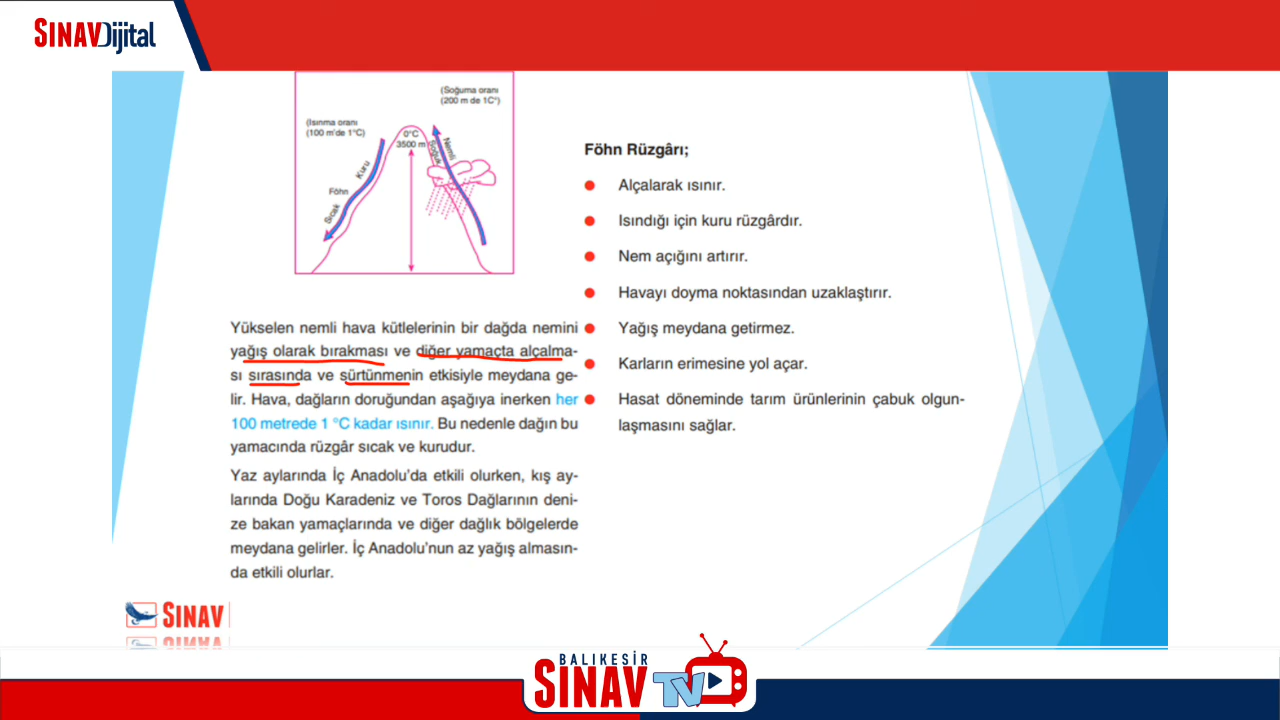 SINAVDijital
(Soğuma oranı
(200 m de 1C°)
(Isınma oranı
(100 m'de 1°C)
0°C
3500 m
Nemli
Soğuk
Kuru
Föhn
Sıcak
Yükselen nemli hava kütlelerinin bir dağda nemini
yağış olarak bırakması ve diğer yamaçta alçalma-
sı sırasında ve sürtünmenin etkisiyle meydana ge-
lir. Hava, dağların doruğundan aşağıya inerken her
100 metrede 1 °C kadar ısınır. Bu nedenle dağın bu
yamacında rüzgâr sıcak ve kurudur.
Yaz aylarında İç Anadolu'da etkili olurken, kış ay-
larında Doğu Karadeniz ve Toros Dağlarının deni-
ze bakan yamaçlarında ve diğer dağlık bölgelerde
meydana gelirler. İç Anadolu'nun az yağış almasın-
da etkili olurlar.
Föhn Rüzgârı;
Alçalarak ısınır.
Isındığı için kuru rüzgârdır.
Nem açığını artırır.
Havayı doyma noktasından uzaklaştırır.
Yağış meydana getirmez.
Karların erimesine yol açar.
Hasat döneminde tarım ürünlerinin çabuk olgun-
laşmasını sağlar.
SINAV
BALIKESİR
SINAV TV